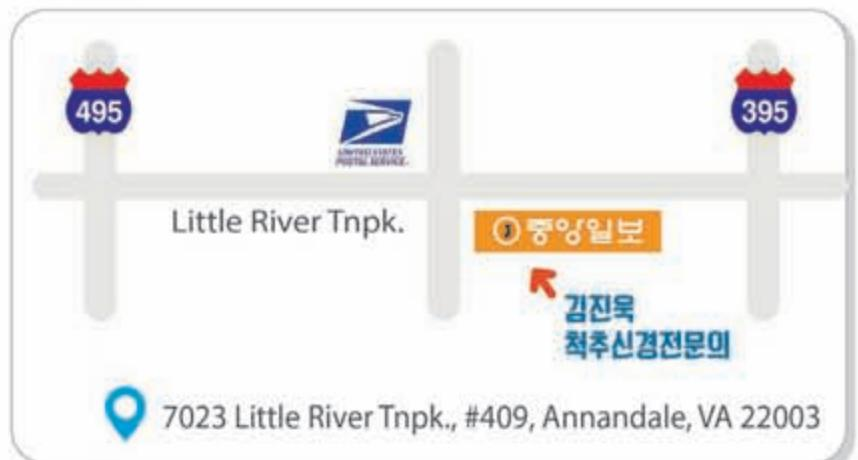 495
395
UNITED STATES
POSTAL SERVICE.
Little River Tnpk.
중앙일보
김진욱
척추신경전문의
7023 Little River Tnpk., #409, Annandale, VA 22003